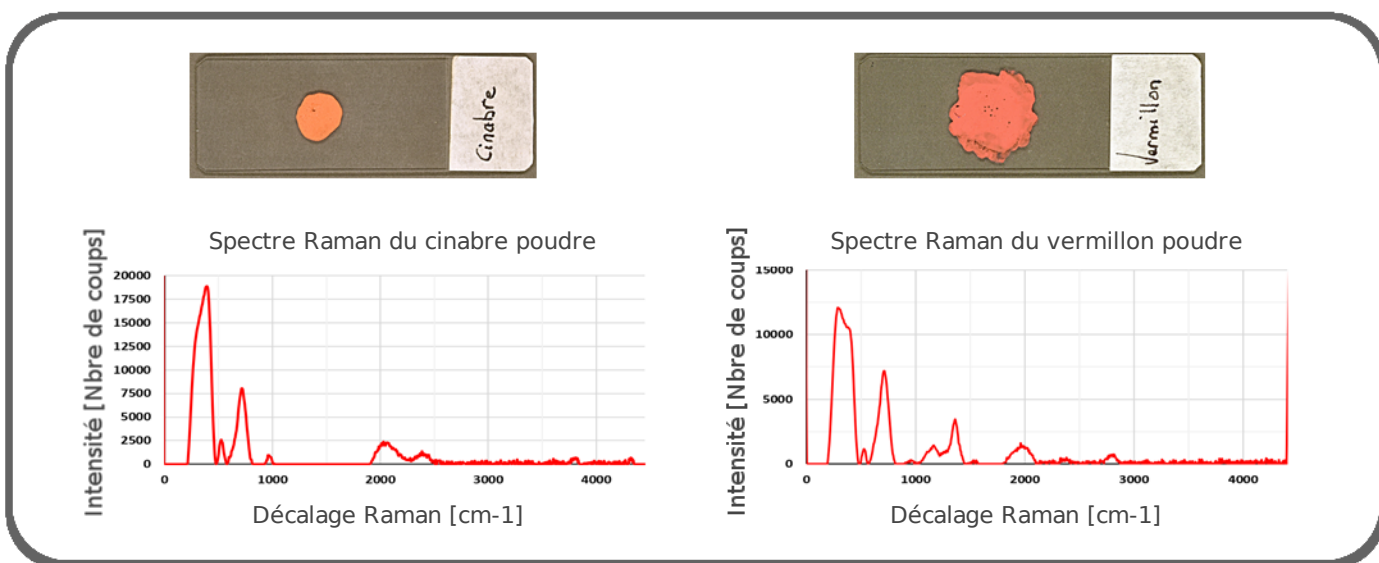 Cinabre
Vermillon
Spectre Raman du cinabre poudre
Intensité [Nbre de coups]
20000
17500
15000
12500
10000
7500
5000
2500
0
0 1000 2000 3000 4000
Décalage Raman [cm-1]
Spectre Raman du vermillon poudre
Intensité [Nbre de coups]
15000
10000
5000
0
0 1000 2000 3000 4000
Décalage Raman [cm-1]